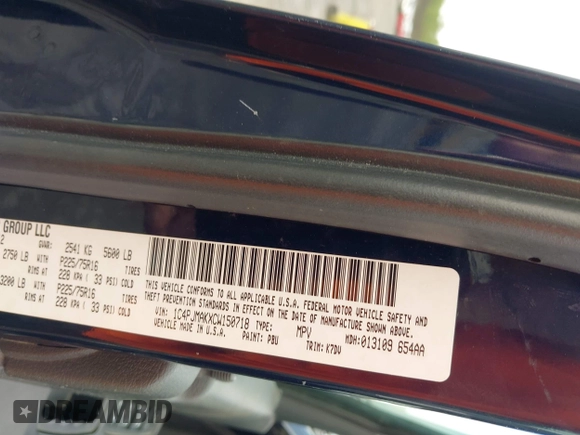 GROUP LLC
2 GVWR: 2541 KG 5600 LB
2750 LB P225/75R16 TIRES
RIMS AT 228 KPA ( 33 PSI) COLD
3200 LB P225/75R16 TIRES
RIMS AT 228 KPA ( 33 PSI) COLD
THIS VEHICLE CONFORMS TO ALL APPLICABLE U.S.A. FEDERAL MOTOR VEHICLE SAFETY AND
THEFT PREVENTION STANDARDS IN EFFECT ON THE DATE OF MANUFACTURE SHOWN ABOVE.
VIN: 1C4PJMAKXCW150718 TYPE: MPV MDH:013109 654AA
VEHICLE MADE IN U.S.A. PAINT: PBU TRIM: K7DV
DREAMBID